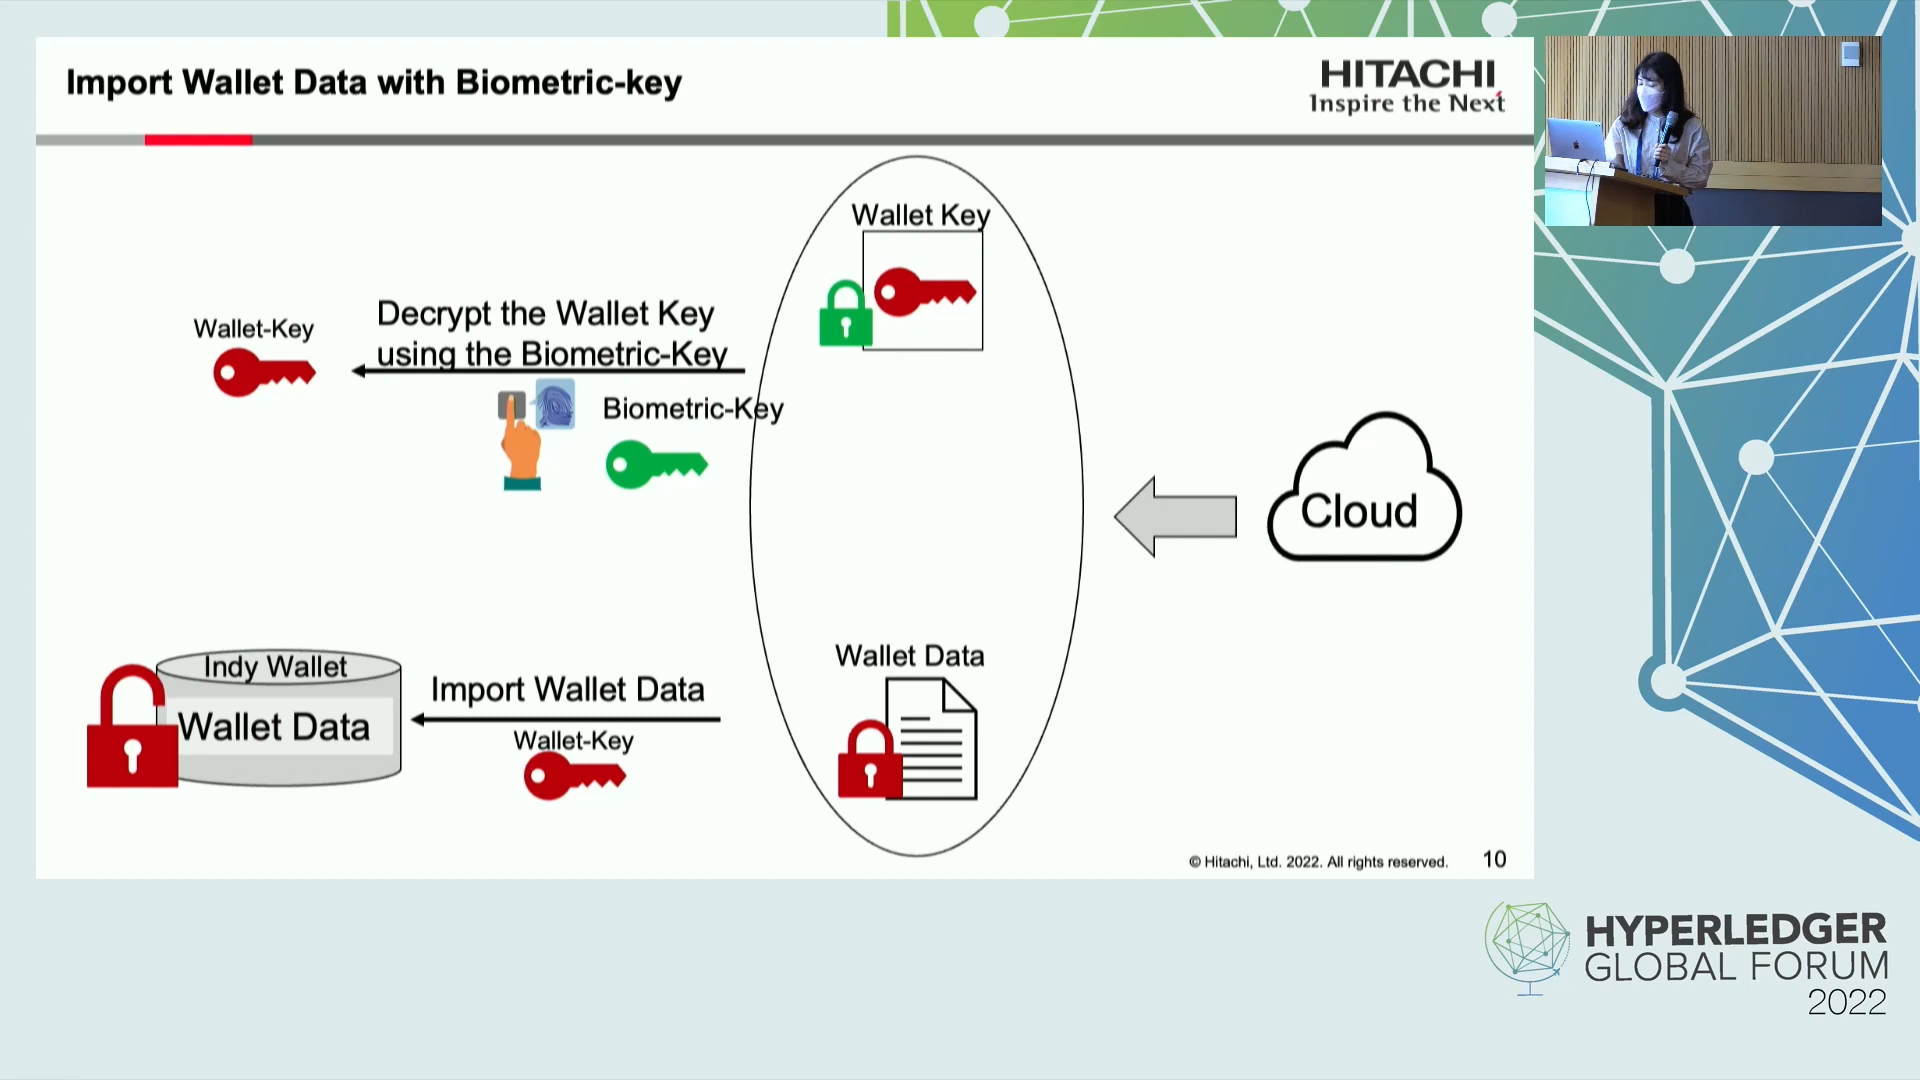 Import Wallet Data with Biometric-key
HITACHI
Inspire the Next
Wallet Key
Wallet-Key
Decrypt the Wallet Key
using the Biometric-Key
Biometric-Key
Cloud
Wallet Data
Indy Wallet
Wallet Data
Import Wallet Data
Wallet-Key
© Hitachi, Ltd. 2022. All rights reserved.
10
HYPERLEDGER
GLOBAL FORUM
2022